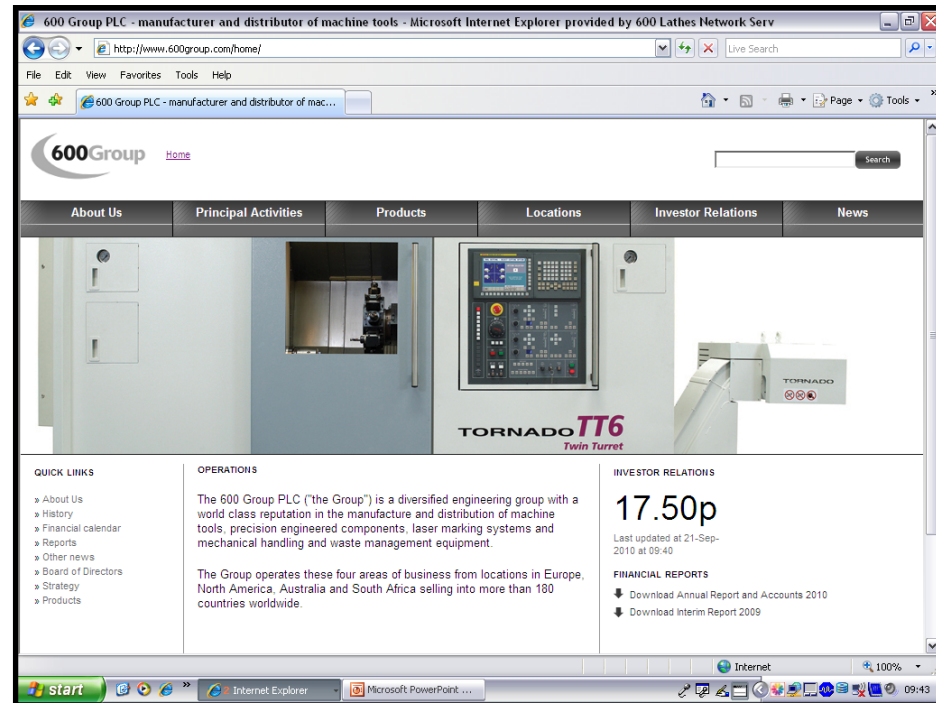 600 Group PLC - manufacturer and distributor of machine tools - Microsoft Internet Explorer provided by 600 Lathes Network Serv
http://www.600group.com/home/
Live Search
File Edit View Favorites Tools Help
600 Group PLC - manufacturer and distributor of mac...
Page Tools
600Group
Home
Search
About Us Principal Activities Products Locations Investor Relations News
TORNADO
TORNADO TT6
Twin Turret
QUICK LINKS
» About Us
» History
» Financial calendar
» Reports
» Other news
» Board of Directors
» Strategy
» Products
OPERATIONS
The 600 Group PLC ("the Group") is a diversified engineering group with a
world class reputation in the manufacture and distribution of machine
tools, precision engineered components, laser marking systems and
mechanical handling and waste management equipment.
The Group operates these four areas of business from locations in Europe,
North America, Australia and South Africa selling into more than 180
countries worldwide.
INVESTOR RELATIONS
17.50p
Last updated at 21-Sep-
2010 at 09:40
FINANCIAL REPORTS
Download Annual Report and Accounts 2010
Download Interim Report 2009
Internet 100%
start
Internet Explorer
Microsoft PowerPoint ...
09:43